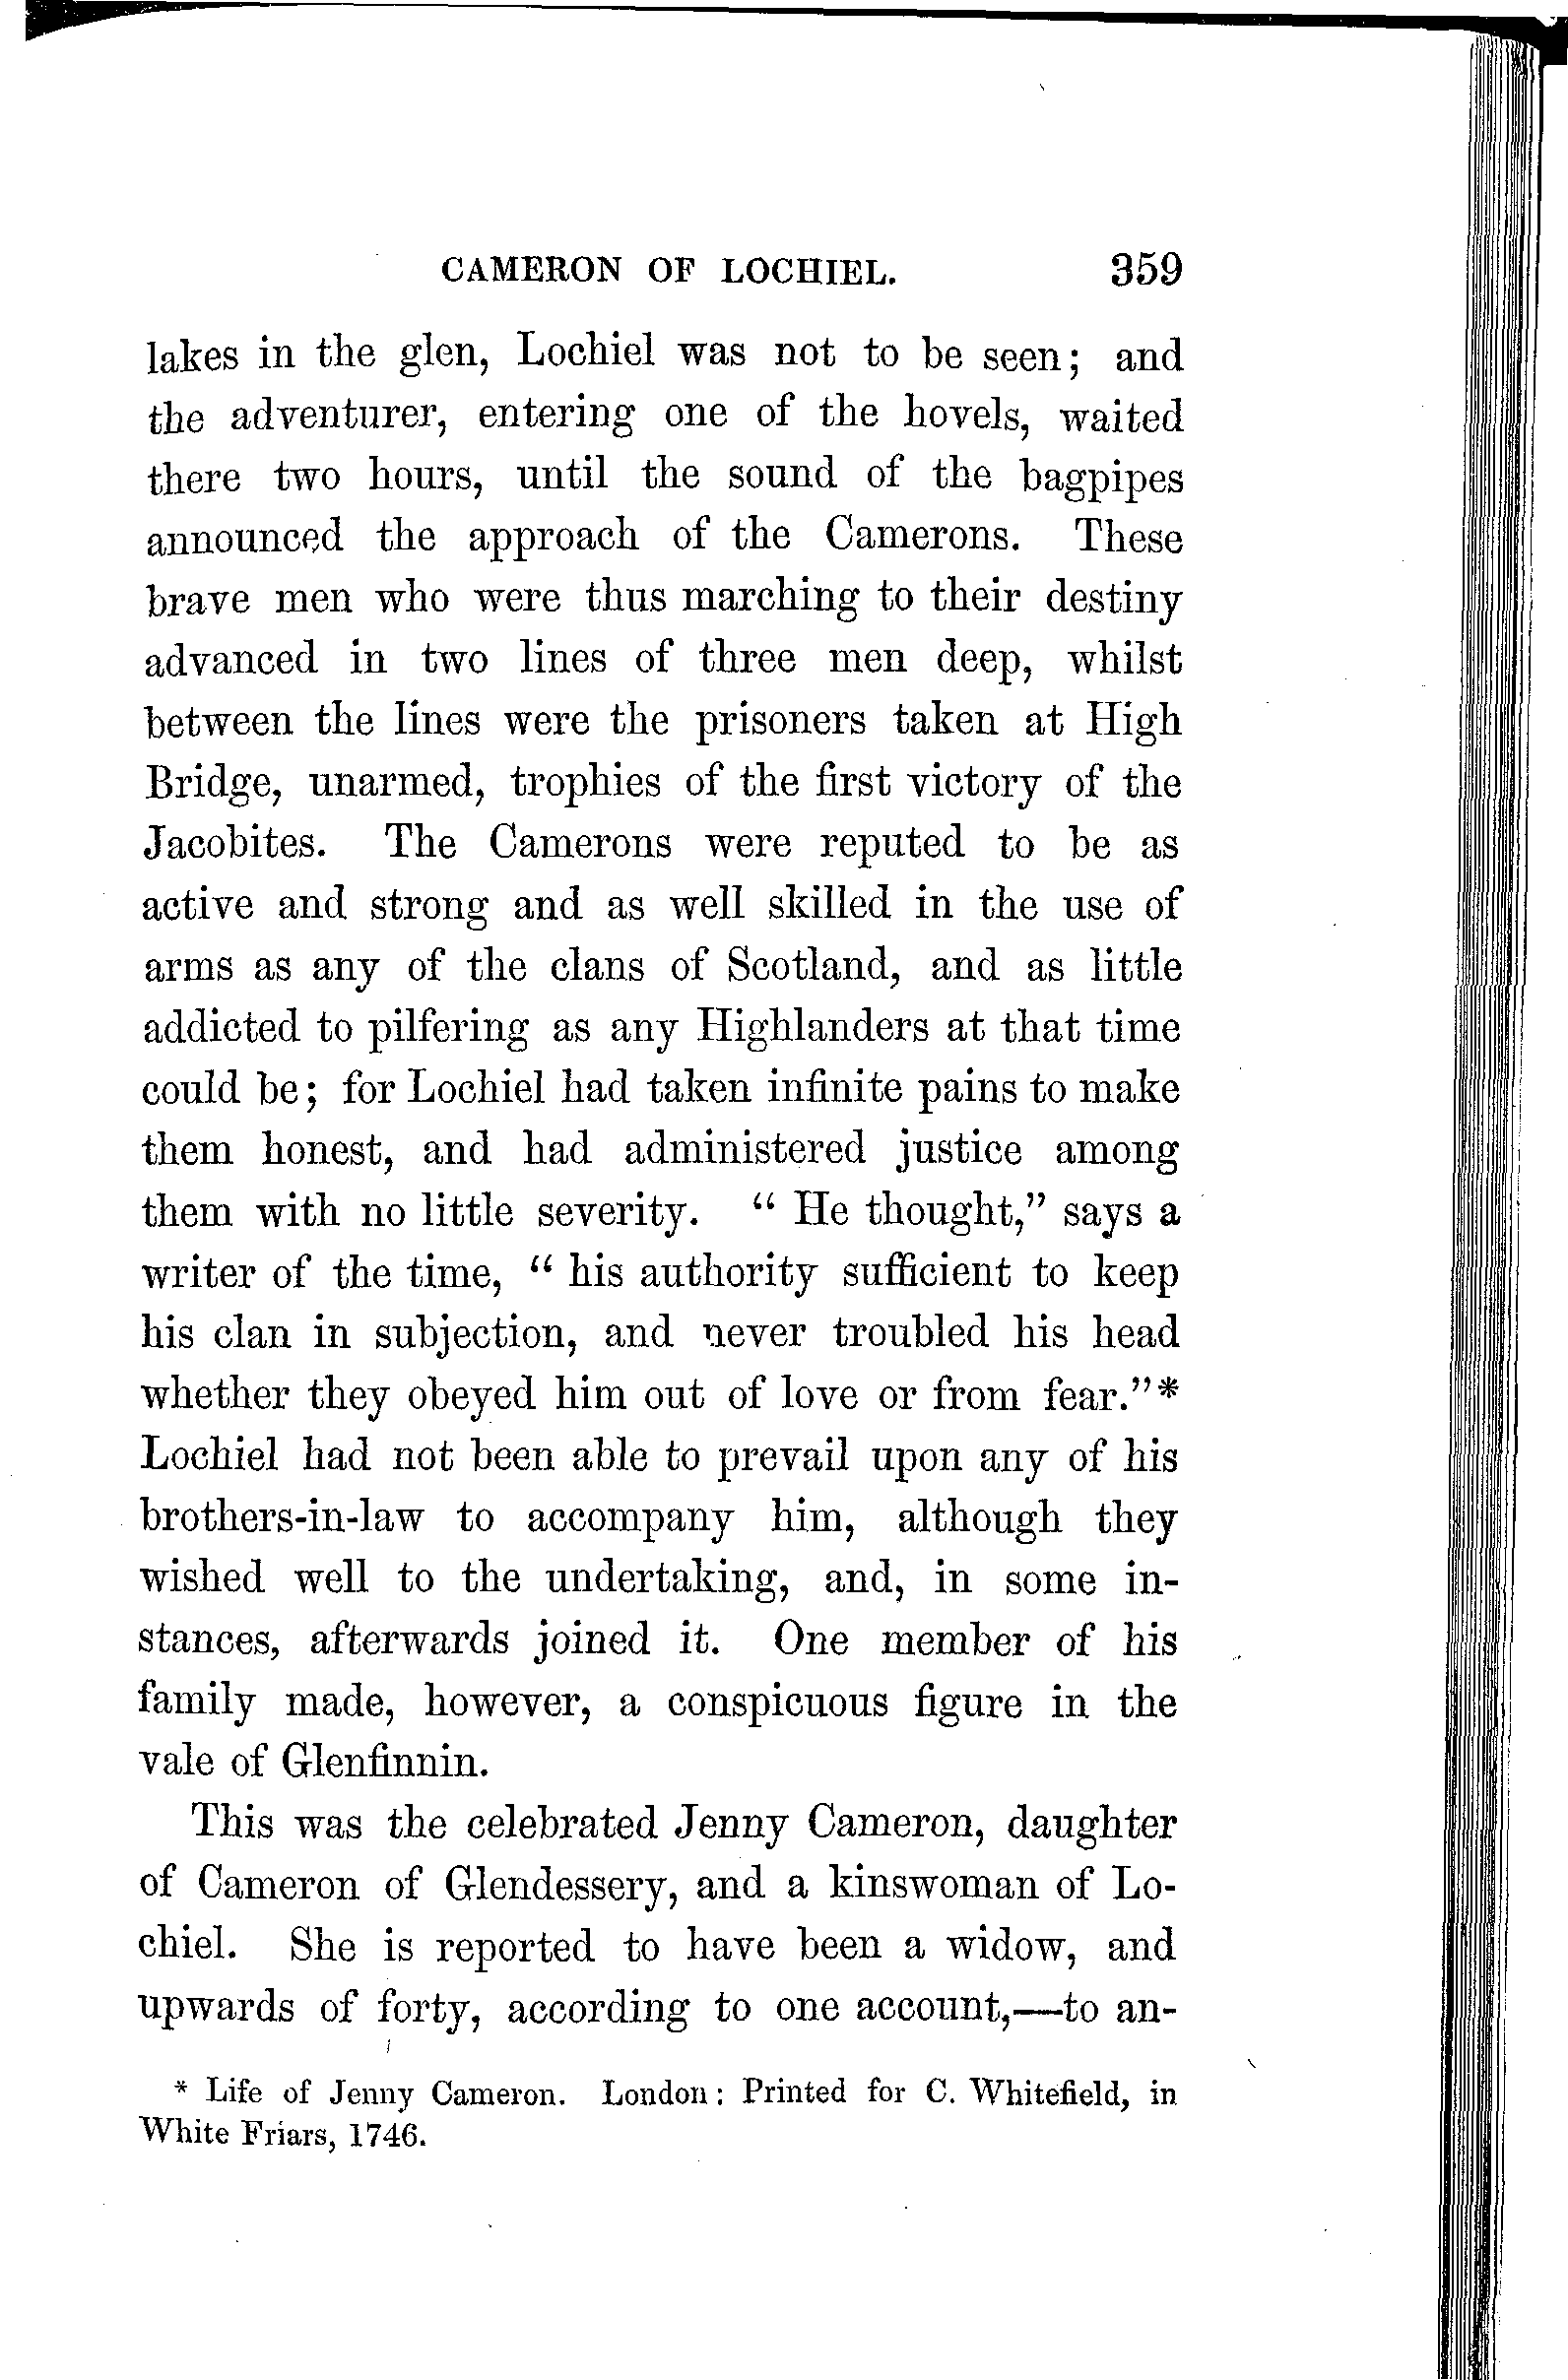 CAMERON OF LOCHIEL. 359
lakes in the glen, Lochiel was not to be seen; and
the adventurer, entering one of the hovels, waited
there two hours, until the sound of the bagpipes
announced the approach of the Camerons. These
brave men who were thus marching to their destiny
advanced in two lines of three men deep, whilst
between the lines were the prisoners taken at High
Bridge, unarmed, trophies of the first victory of the
Jacobites. The Camerons were reputed to be as
active and strong and as well skilled in the use of
arms as any of the clans of Scotland, and as little
addicted to pilfering as any Highlanders at that time
could be; for Lochiel had taken infinite pains to make
them honest, and had administered justice among
them with no little severity. " He thought," says a
writer of the time, " his authority sufficient to keep
his clan in subjection, and never troubled his head
whether they obeyed him out of love or from fear."*
Lochiel had not been able to prevail upon any of his
brothers-in-law to accompany him, although they
wished well to the undertaking, and, in some in-
stances, afterwards joined it. One member of his
family made, however, a conspicuous figure in the
vale of Glenfinnin.
This was the celebrated Jenny Cameron, daughter
of Cameron of Glendessery, and a kinswoman of Lo-
chiel. She is reported to have been a widow, and
upwards of forty, according to one account,—to an-
* Life of Jenny Cameron. London: Printed for C. Whitefield, in
White Friars, 1746.